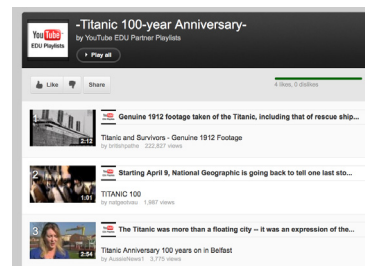 You Tube
EDU Playlists
-Titanic 100-year Anniversary-
by YouTube EDU Partner Playlists
Play all
Like
Share
4 likes, 0 dislikes
1
2:12
Genuine 1912 footage taken of the Titanic, including that of rescue ship...
Titanic and Survivors - Genuine 1912 Footage
by britishpathe 222,827 views
2
1:01
Starting April 9, National Geographic is going back to tell one last sto...
TITANIC 100
by natgeotvau 1,987 views
3
2:54
The Titanic was more than a floating city -- it was an expression of the...
Titanic Anniversary 100 years on in Belfast
by AussieNews1 3,775 views